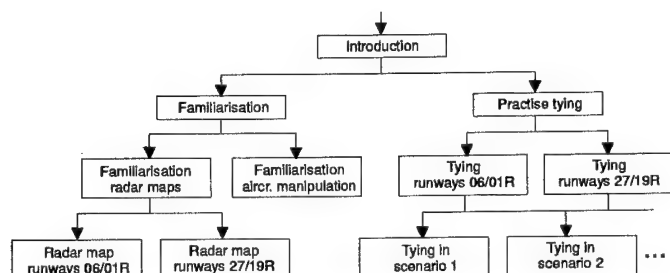 Introduction
Familiarisation
Practise tying
Familiarisation
radar maps
Familiarisation
aircr. manipulation
Tying
runways 06/01R
Tying
runways 27/19R
Radar map
runways 06/01R
Radar map
runways 27/19R
Tying in
scenario 1
Tying in
scenario 2
...